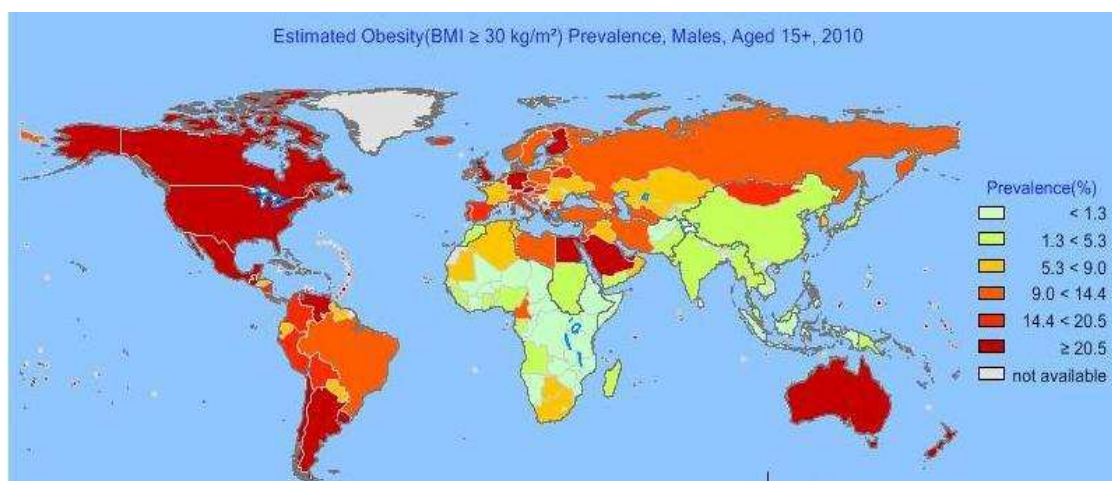 Estimated Obesity(BMI ≥ 30 kg/m²) Prevalence, Males, Aged 15+, 2010
Prevalence(%)
< 1.3
1.3 < 5.3
5.3 < 9.0
9.0 < 14.4
14.4 < 20.5
≥ 20.5
not available